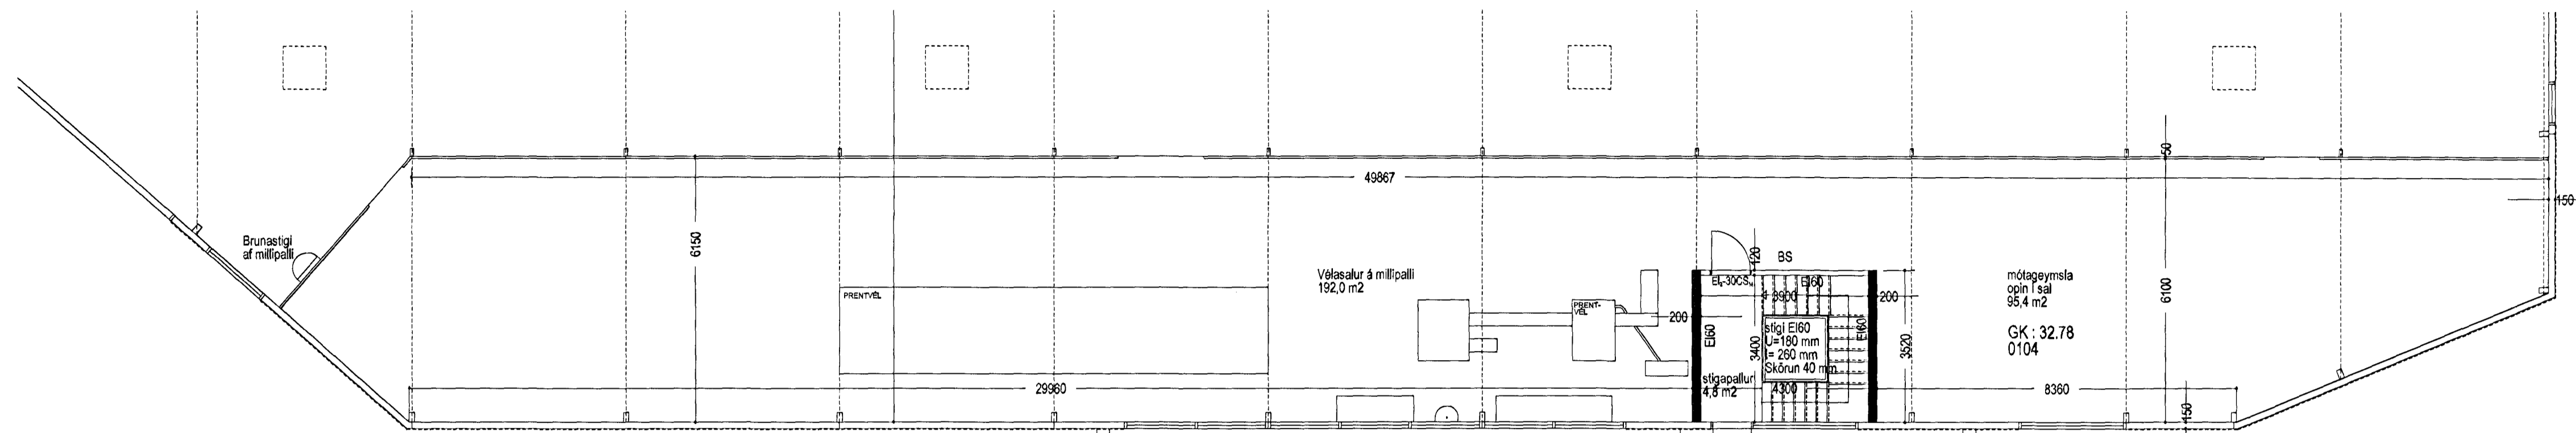 49867
50
150
6150
6100
Brunastigi
af millipalli
Vélasalur á millipalli
192,0 m2
PRENTVÉL
PRENT-
VÉL
120
BS
EI60
3900
200
200
EI60
EI60
3400
3520
stigi EI60
U=180 mm
I= 260 mm
Skörun 40 mm
stigapallur
4,8 m2
4300
mótageymsla
opin í sal
95,4 m2
GK : 32.78
0104
29960
8360
150